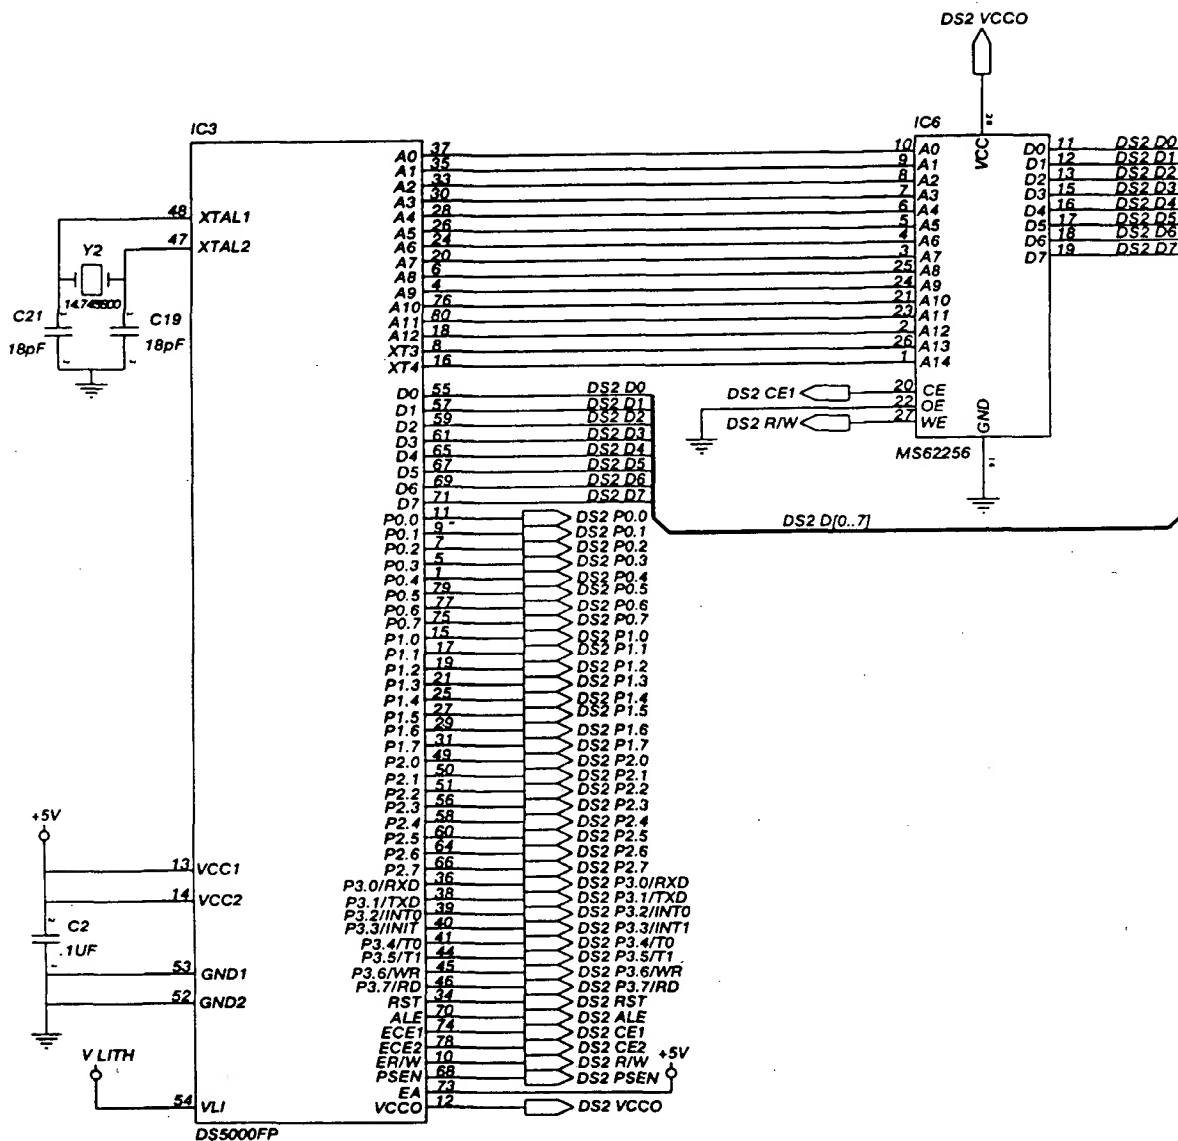 DS2 VCCO
IC3
IC6
37 A0
35 A1
33 A2
30 A3
28 A4
26 A5
24 A6
20 A7
6 A8
4 A9
76 A10
80 A11
18 A12
8 XT3
16 XT4
10 A0
9 A1
8 A2
7 A3
6 A4
5 A5
4 A6
3 A7
25 A8
24 A9
21 A10
23 A11
2 A12
26 A13
1 A14
VCC
D0 11 DS2 D0
D1 12 DS2 D1
D2 13 DS2 D2
D3 15 DS2 D3
D4 16 DS2 D4
D5 17 DS2 D5
D6 18 DS2 D6
D7 19 DS2 D7
48 XTAL1
47 XTAL2
Y2
C21
18pF
C19
18pF
DS2 CE1 20 CE
22 OE
DS2 R/W 27 WE
GND
MS62256
D0 55 DS2 D0
D1 57 DS2 D1
D2 59 DS2 D2
D3 61 DS2 D3
D4 65 DS2 D4
D5 67 DS2 D5
D6 69 DS2 D6
D7 71 DS2 D7
DS2 D[0..7]
P0.0 11 DS2 P0.0
P0.1 9 DS2 P0.1
P0.2 7 DS2 P0.2
P0.3 5 DS2 P0.3
P0.4 1 DS2 P0.4
P0.5 79 DS2 P0.5
P0.6 77 DS2 P0.6
P0.7 75 DS2 P0.7
P1.0 15 DS2 P1.0
P1.1 17 DS2 P1.1
P1.2 19 DS2 P1.2
P1.3 21 DS2 P1.3
P1.4 25 DS2 P1.4
P1.5 27 DS2 P1.5
P1.6 29 DS2 P1.6
P1.7 31 DS2 P1.7
P2.0 49 DS2 P2.0
P2.1 50 DS2 P2.1
P2.2 51 DS2 P2.2
P2.3 56 DS2 P2.3
P2.4 58 DS2 P2.4
P2.5 60 DS2 P2.5
P2.6 64 DS2 P2.6
P2.7 66 DS2 P2.7
P3.0/RXD 36 DS2 P3.0/RXD
P3.1/TXD 38 DS2 P3.1/TXD
P3.2/INT0 39 DS2 P3.2/INT0
P3.3/INIT 40 DS2 P3.3/INT1
P3.4/T0 41 DS2 P3.4/T0
P3.5/T1 44 DS2 P3.5/T1
P3.6/WR 45 DS2 P3.6/WR
P3.7/RD 46 DS2 P3.7/RD
RST 34 DS2 RST
ALE 70 DS2 ALE
ECE1 74 DS2 CE1
ECE2 78 DS2 CE2
ER/W 10 DS2 R/W
PSEN 68 DS2 PSEN
EA 73 +5V
VCCO 12 DS2 VCCO
+5V
13 VCC1
14 VCC2
C2
.1UF
53 GND1
52 GND2
V LITH
54 VLI
DS5000FP